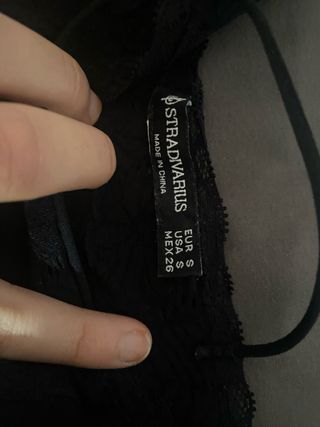 STRADIVARIUS
MADE IN CHINA
EUR S
USA S
MEX 26